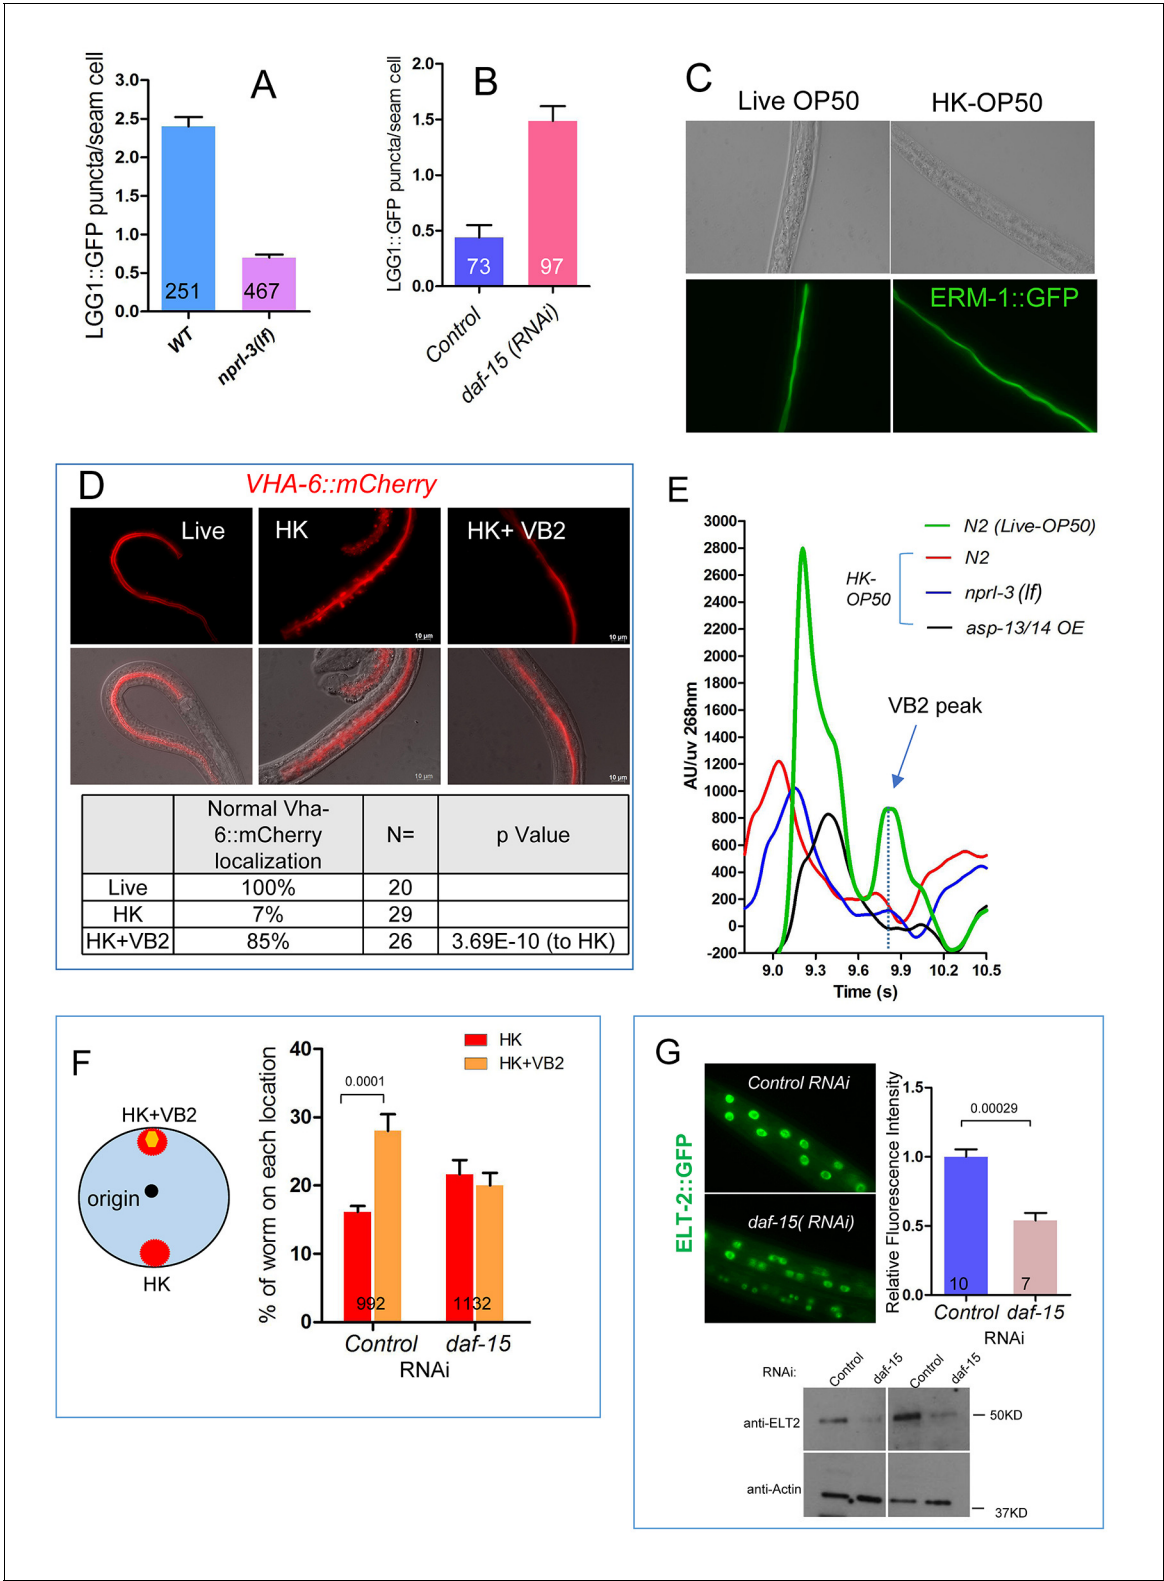 A
LGG1::GFP puncta/seam cell
3.0
2.5
2.0
1.5
1.0
0.5
0.0
251
467
WT
nprl-3(lf)
B
LGG1::GFP puncta/seam cell
2.0
1.5
1.0
0.5
0.0
73
97
Control
daf-15 (RNAi)
C
Live OP50
HK-OP50
ERM-1::GFP
D
VHA-6::mCherry
Live
HK
HK+ VB2
10 μm
10 μm
10 μm
10 μm
Normal Vha-
6::mCherry
localization
N=
p Value
Live
100%
20
HK
7%
29
HK+VB2
85%
26
3.69E-10 (to HK)
E
AU/uv 268nm
3000
2800
2600
2400
2200
2000
1800
1600
1400
1200
1000
800
600
400
200
0
-200
9.0
9.3
9.6
9.9
10.2
10.5
Time (s)
N2 (Live-OP50)
HK-
OP50
N2
nprl-3 (lf)
asp-13/14 OE
VB2 peak
F
HK+VB2
origin
HK
% of worm on each location
40
30
20
10
0
HK
HK+VB2
0.0001
992
1132
Control
daf-15
RNAi
G
ELT-2::GFP
Control RNAi
daf-15( RNAi)
Relative Fluorescence Intensity
1.5
1.0
0.5
0.0
0.00029
10
7
Control daf-15
RNAi
RNAi:
Control
daf-15
Control
daf-15
anti-ELT2
50KD
anti-Actin
37KD